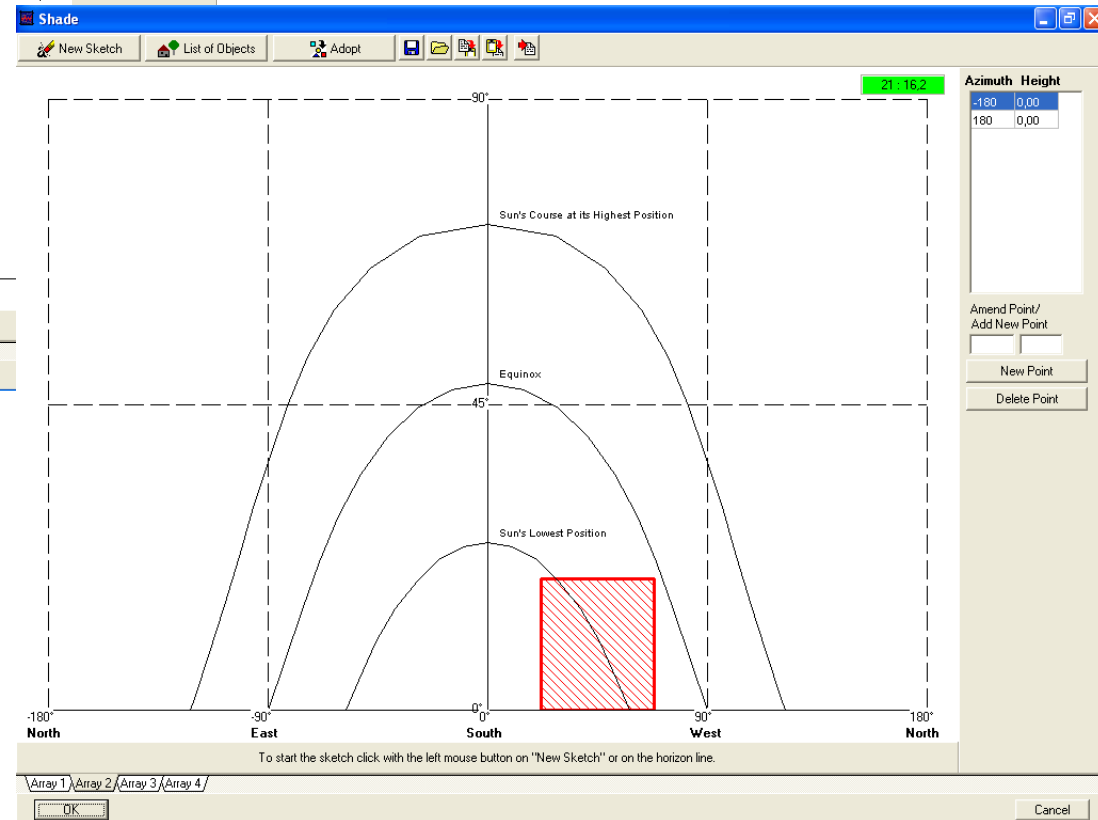 Shade
New Sketch List of Objects Adopt
21 : 16,2
Azimuth Height
-180 0,00
180 0,00
90°
Sun's Course at its Highest Position
Amend Point/
Add New Point
New Point
Delete Point
Equinox
45°
Sun's Lowest Position
0°
-180° -90° 0° 90° 180°
North East South West North
To start the sketch click with the left mouse button on "New Sketch" or on the horizon line.
Array 1 Array 2 Array 3 Array 4
OK Cancel